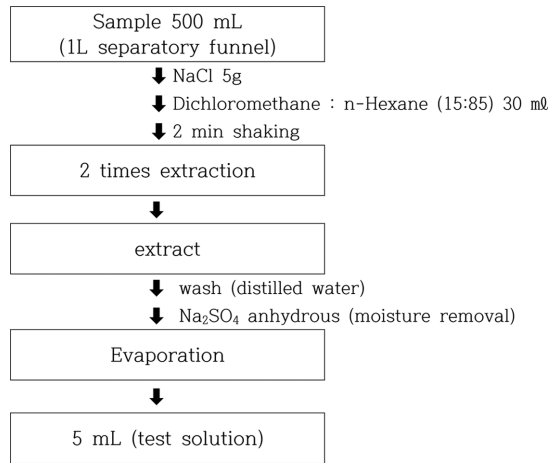 Sample 500 mL
(1L separatory funnel)
🡇 NaCl 5g
🡇 Dichloromethane : n-Hexane (15:85) 30 ㎖
🡇 2 min shaking
2 times extraction
🡇
extract
🡇 wash (distilled water)
🡇 Na₂SO₄ anhydrous (moisture removal)
Evaporation
🡇
5 mL (test solution)